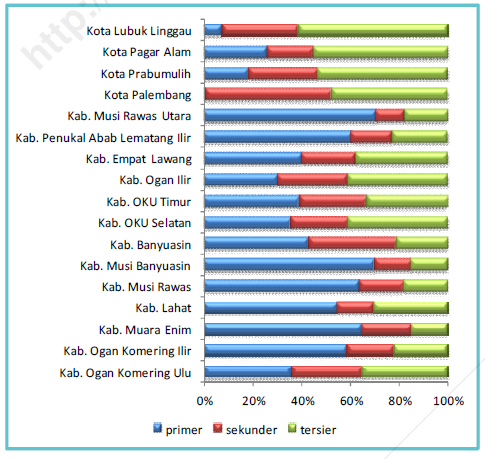 http:/
Kota Lubuk Linggau
Kota Pagar Alam
Kota Prabumulih
Kota Palembang
Kab. Musi Rawas Utara
Kab. Penukal Abab Lematang Ilir
Kab. Empat Lawang
Kab. Ogan Ilir
Kab. OKU Timur
Kab. OKU Selatan
Kab. Banyuasin
Kab. Musi Banyuasin
Kab. Musi Rawas
Kab. Lahat
Kab. Muara Enim
Kab. Ogan Komering Ilir
Kab. Ogan Komering Ulu
0% 20% 40% 60% 80% 100%
primer sekunder tersier